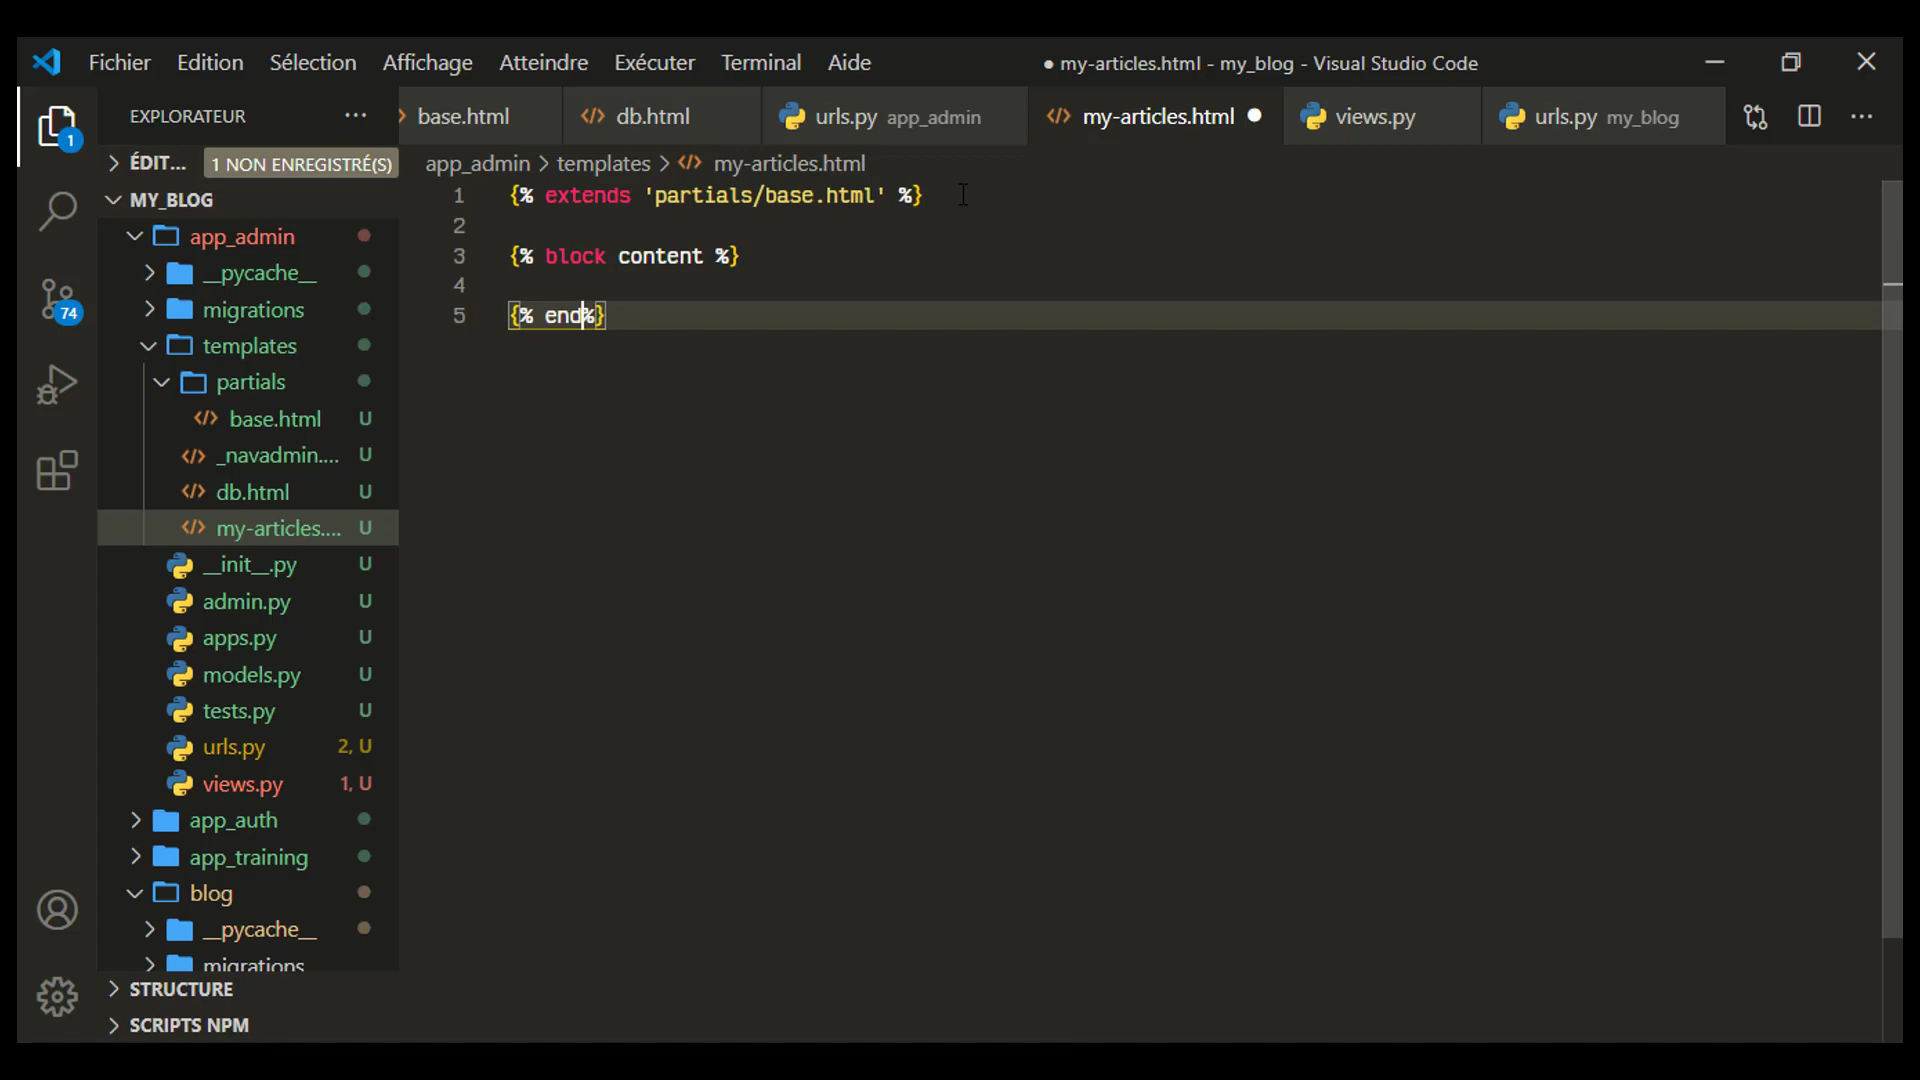 Fichier Edition Sélection Affichage Atteindre Exécuter Terminal Aide ● my-articles.html - my_blog - Visual Studio Code
EXPLORATEUR ··· base.html db.html urls.py app_admin my-articles.html views.py urls.py my_blog ···
ÉDIT... 1 NON ENREGISTRÉ(S)
app_admin > templates > my-articles.html
MY_BLOG
app_admin
__pycache__
migrations
templates
partials
base.html U
_navadmin.... U
db.html U
my-articles.... U
__init__.py U
admin.py U
apps.py U
models.py U
tests.py U
urls.py 2, U
views.py 1, U
app_auth
app_training
blog
__pycache__
migrations
STRUCTURE
SCRIPTS NPM
1
74
1 {% extends 'partials/base.html' %}
2
3 {% block content %}
4
5 {% end%}